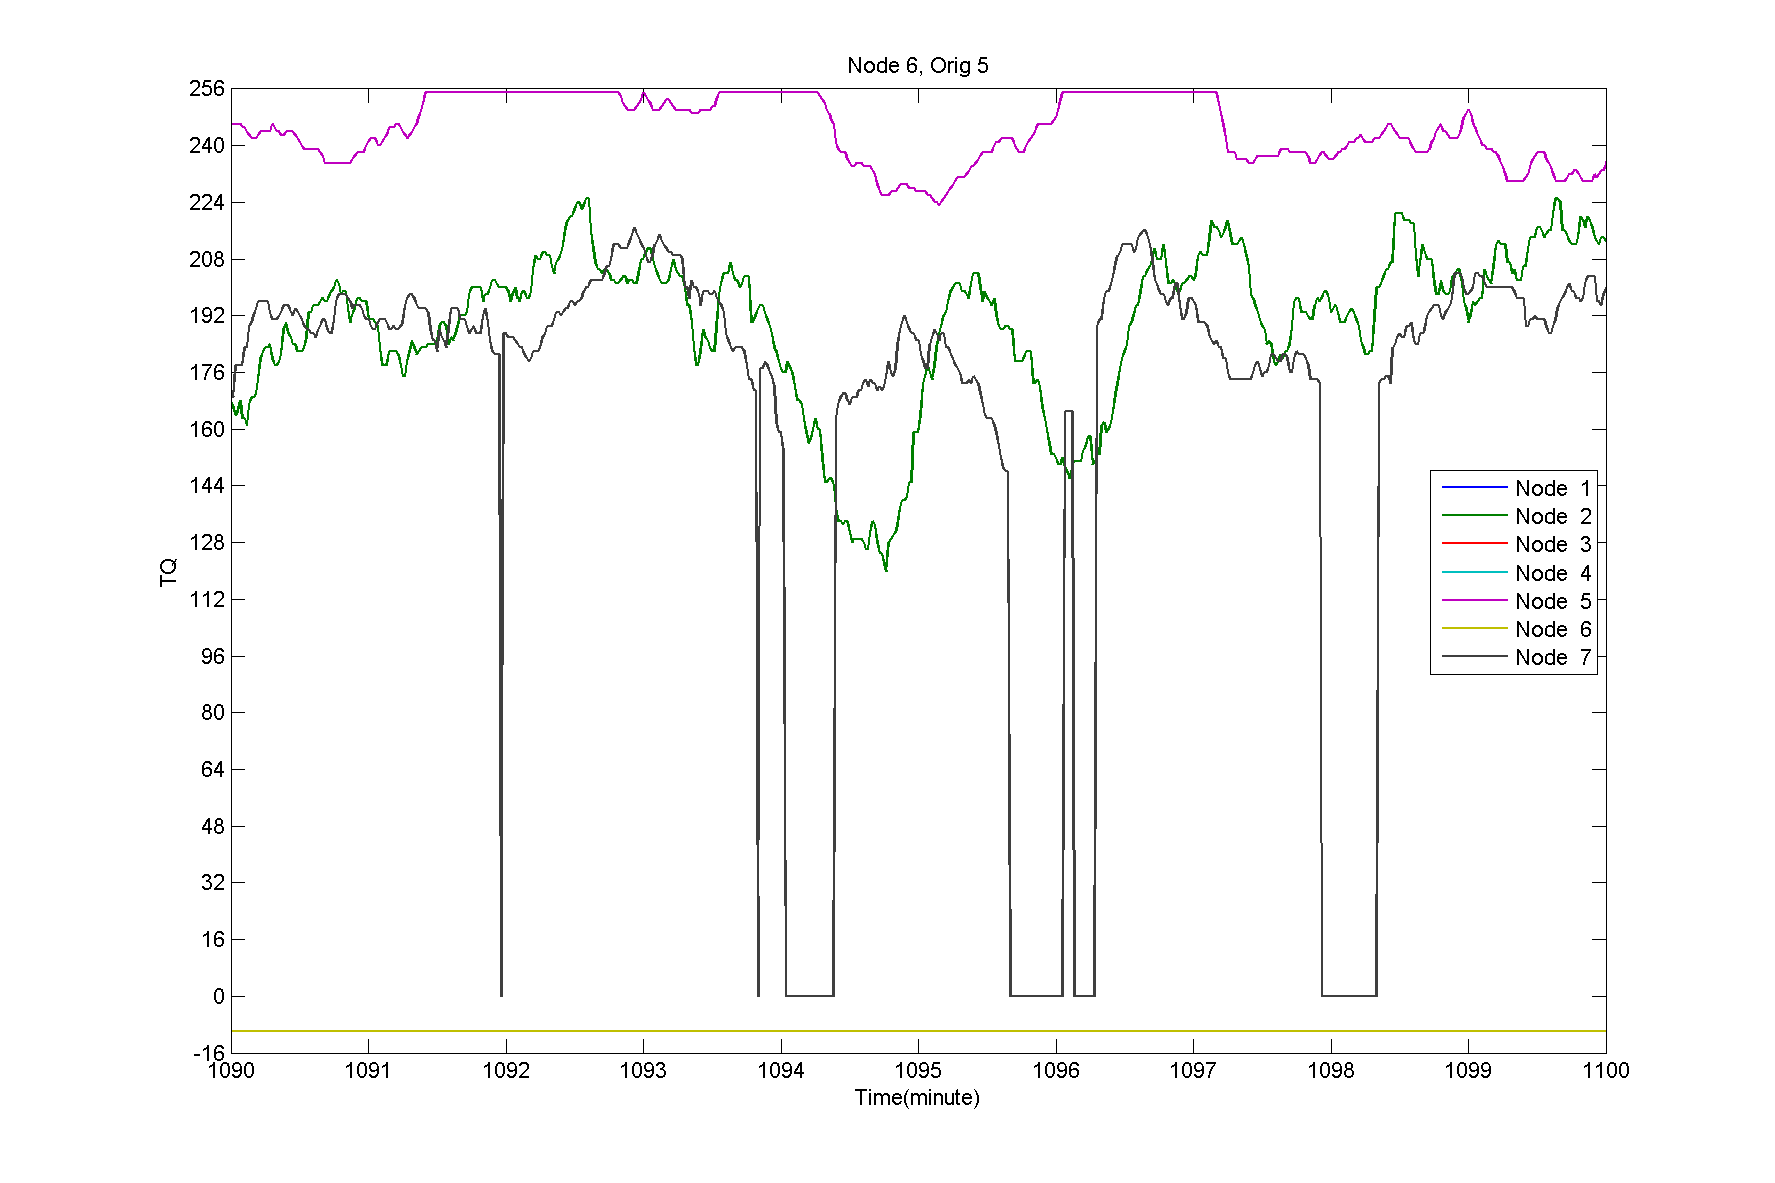 Node 6, Orig 5
256
240
224
208
192
176
160
144
128
112
96
80
64
48
32
16
0
-16
TQ
Node 1
Node 2
Node 3
Node 4
Node 5
Node 6
Node 7
1090 1091 1092 1093 1094 1095 1096 1097 1098 1099 1100
Time(minute)